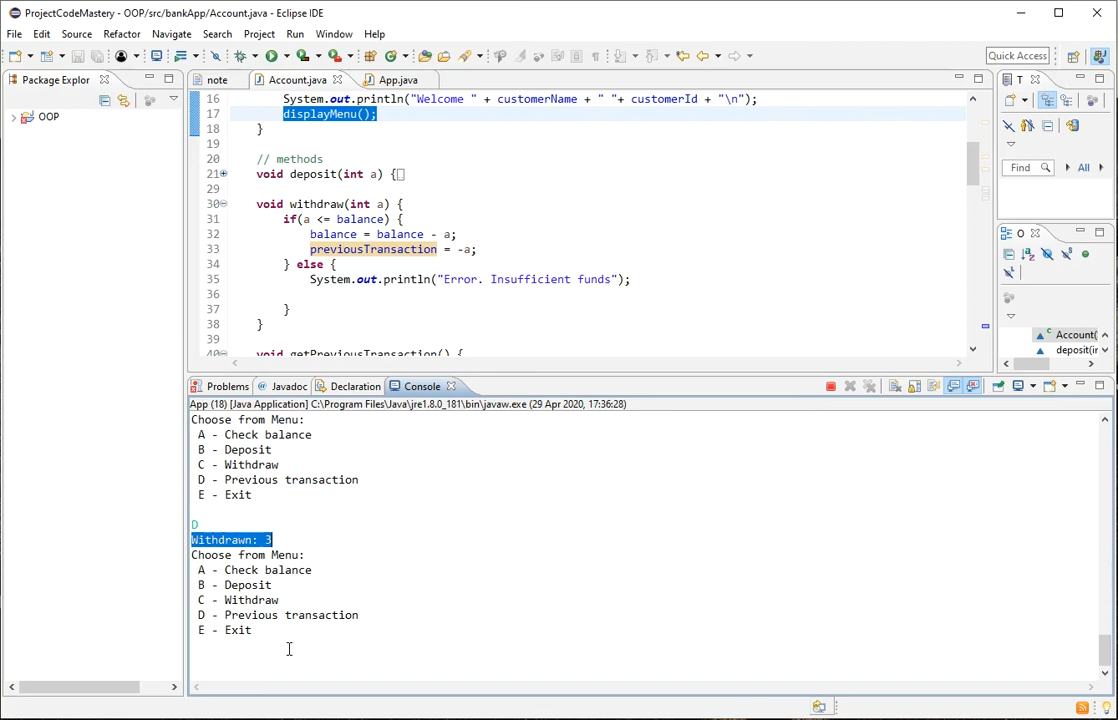 ProjectCodeMastery - OOP/src/bankApp/Account.java - Eclipse IDE
File Edit Source Refactor Navigate Search Project Run Window Help
Quick Access
Package Explor
note Account.java App.java
T
OOP
16 System.out.println("Welcome " + customerName + " "+ customerId + "\n");
17 displayMenu();
18 }
19
20 // methods
21 void deposit(int a) {
29
30 void withdraw(int a) {
31 if(a <= balance) {
32 balance = balance - a;
33 previousTransaction = -a;
34 } else {
35 System.out.println("Error. Insufficient funds");
36
37 }
38 }
39
40 void getPreviousTransaction() {
Find All
O
Account(
deposit(in
Problems Javadoc Declaration Console
App (18) [Java Application] C:\Program Files\Java\jre1.8.0_181\bin\javaw.exe (29 Apr 2020, 17:36:28)
Choose from Menu:
A - Check balance
B - Deposit
C - Withdraw
D - Previous transaction
E - Exit
D
Withdrawn: 3
Choose from Menu:
A - Check balance
B - Deposit
C - Withdraw
D - Previous transaction
E - Exit